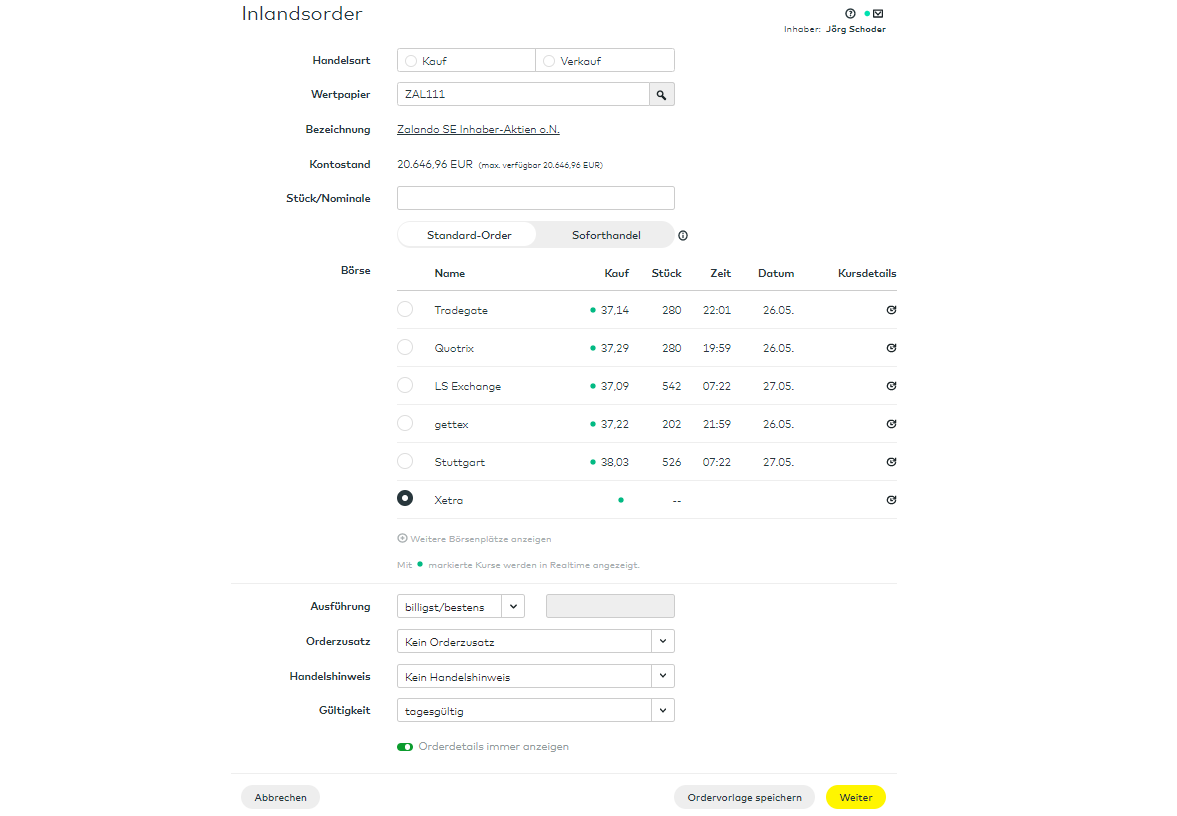 Inlandsorder
Inhaber: Jörg Schoder
Handelsart Kauf Verkauf
Wertpapier ZAL111
Bezeichnung Zalando SE Inhaber-Aktien o.N.
Kontostand 20.646,96 EUR (max. verfügbar 20.646,96 EUR)
Stück/Nominale
Standard-Order Soforthandel
Börse Name Kauf Stück Zeit Datum Kursdetails
Tradegate 37,14 280 22:01 26.05.
Quotrix 37,29 280 19:59 26.05.
LS Exchange 37,09 542 07:22 27.05.
gettex 37,22 202 21:59 26.05.
Stuttgart 38,03 526 07:22 27.05.
Xetra --
Weitere Börsenplätze anzeigen
Mit markierte Kurse werden in Realtime angezeigt.
Ausführung billigst/bestens
Orderzusatz Kein Orderzusatz
Handelshinweis Kein Handelshinweis
Gültigkeit tagesgültig
Orderdetails immer anzeigen
Abbrechen Ordervorlage speichern Weiter